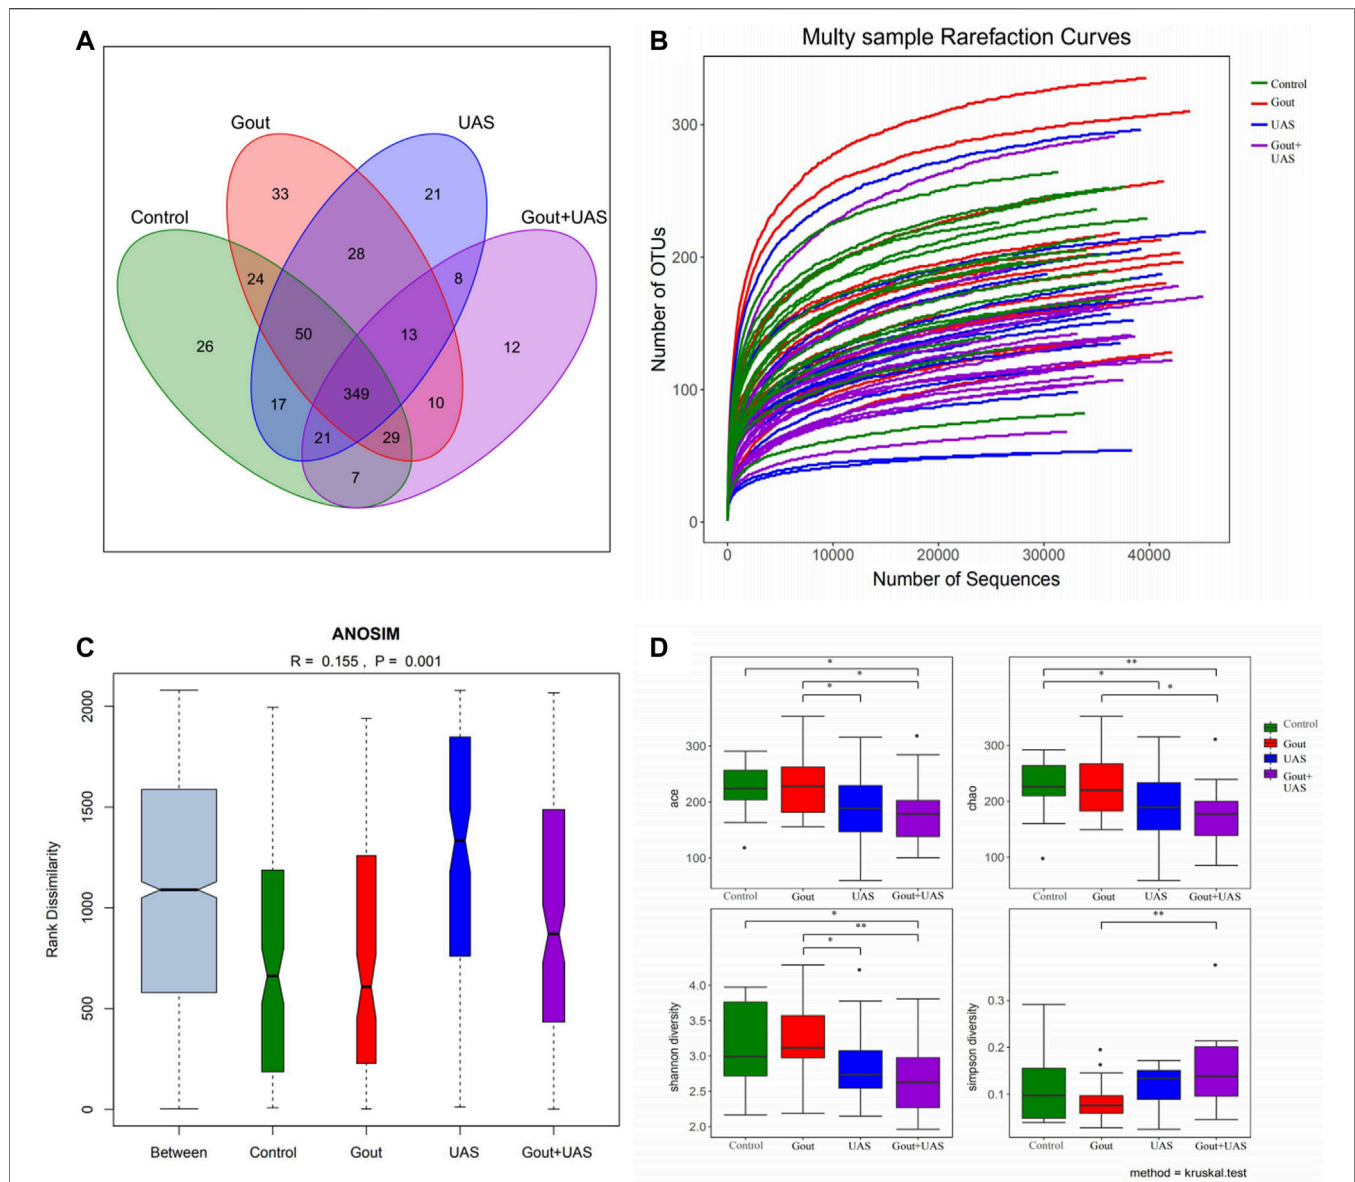 A
Gout
UAS
Control
Gout+UAS
33
21
28
24
8
50
13
26
12
349
17
10
21
29
7
B
Multy sample Rarefaction Curves
Number of OTUs
300
200
100
0
0 10000 20000 30000 40000
Number of Sequences
Control
Gout
UAS
Gout+
UAS
C
ANOSIM
R = 0.155 , P = 0.001
Rank Dissimilarity
2000
1500
1000
500
0
Between Control Gout UAS Gout+UAS
D
*
*
*
ace
300
200
100
Control Gout UAS Gout+UAS
**
*
*
chao
300
200
100
Control Gout UAS Gout+UAS
Control
Gout
UAS
Gout+
UAS
*
**
*
shannon diversity
4.0
3.5
3.0
2.5
2.0
Control Gout UAS Gout+UAS
**
simpson diversity
0.3
0.2
0.1
Control Gout UAS Gout+UAS
method = kruskal.test